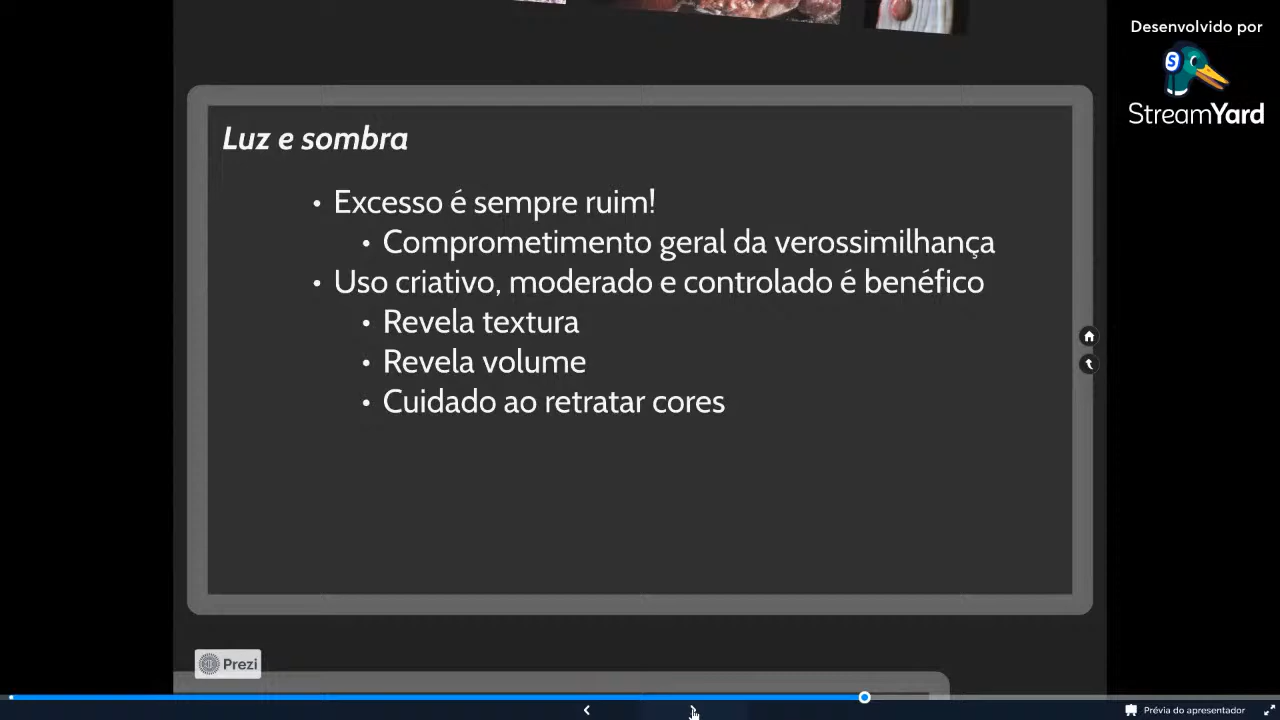 Desenvolvido por
StreamYard
Luz e sombra
• Excesso é sempre ruim!
• Comprometimento geral da verossimilhança
• Uso criativo, moderado e controlado é benéfico
• Revela textura
• Revela volume
• Cuidado ao retratar cores
Prezi
Prévia do apresentador